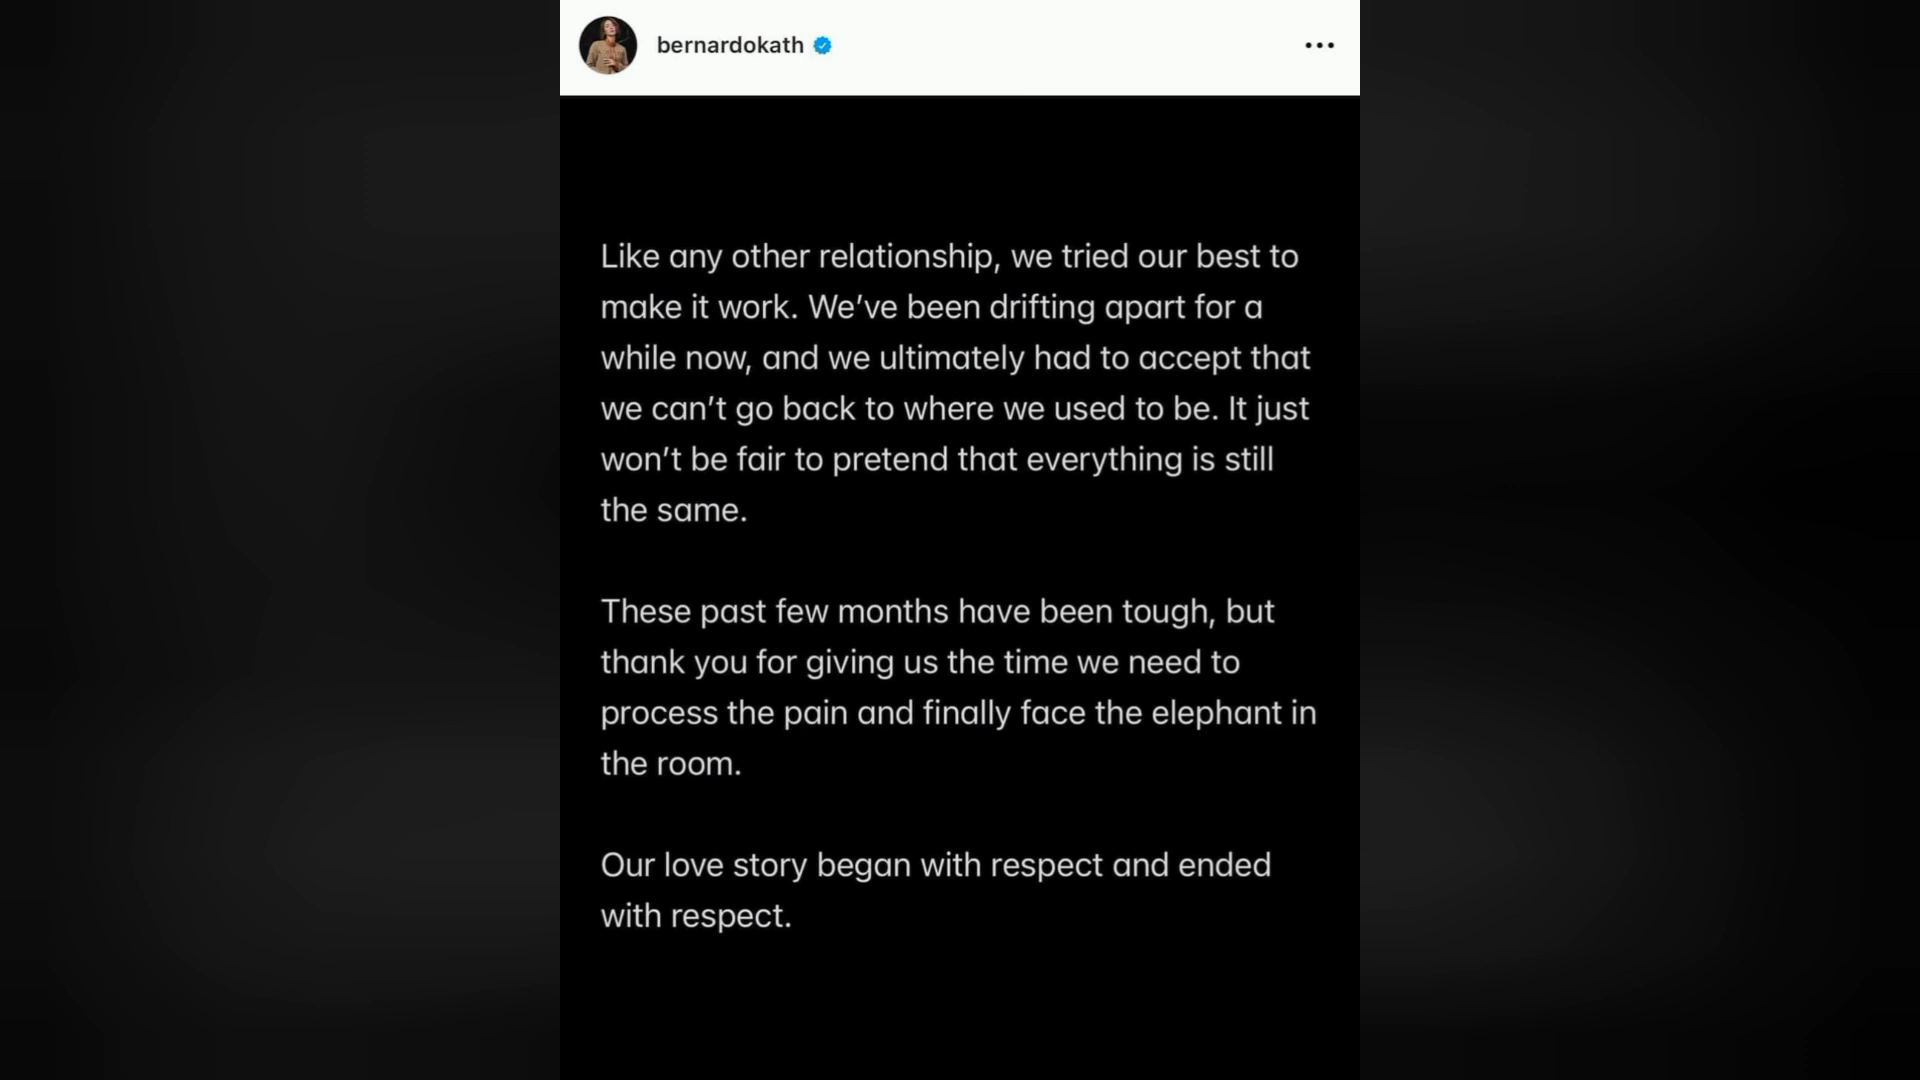 bernardokath
Like any other relationship, we tried our best to
make it work. We’ve been drifting apart for a
while now, and we ultimately had to accept that
we can’t go back to where we used to be. It just
won’t be fair to pretend that everything is still
the same.
These past few months have been tough, but
thank you for giving us the time we need to
process the pain and finally face the elephant in
the room.
Our love story began with respect and ended
with respect.